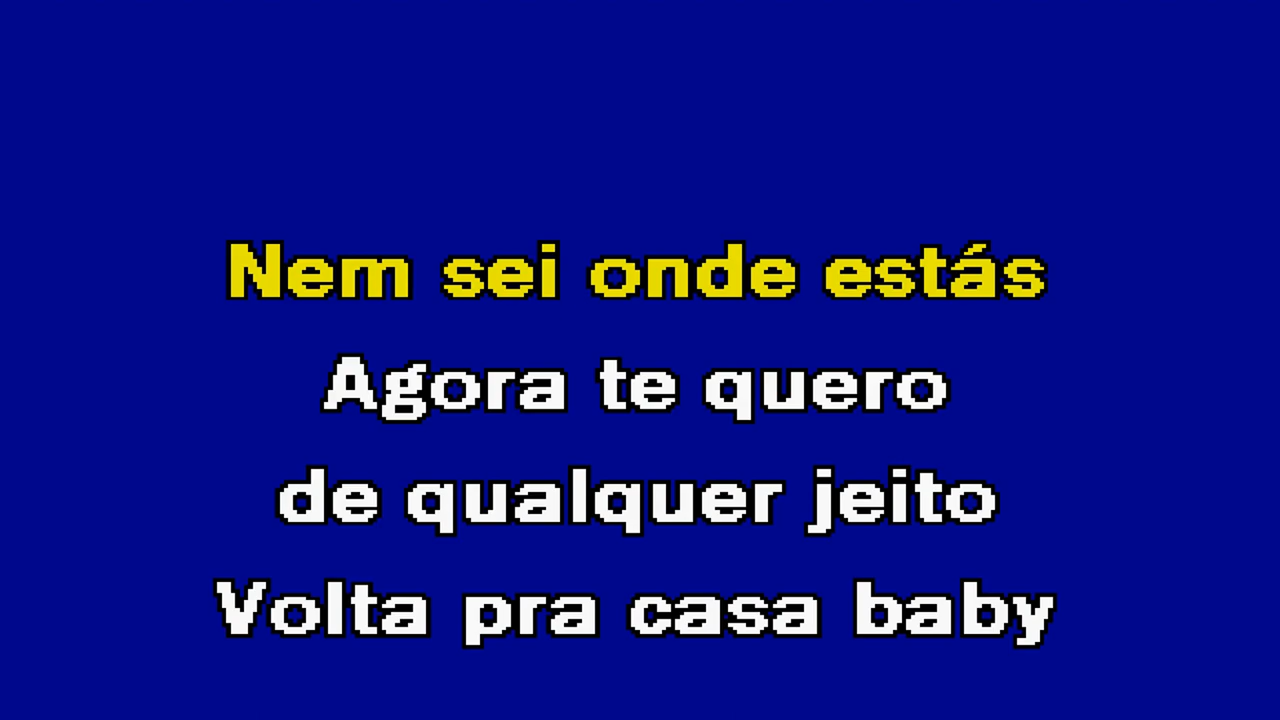 Nem sei onde estás
Agora te quero
de qualquer jeito
Volta pra casa baby